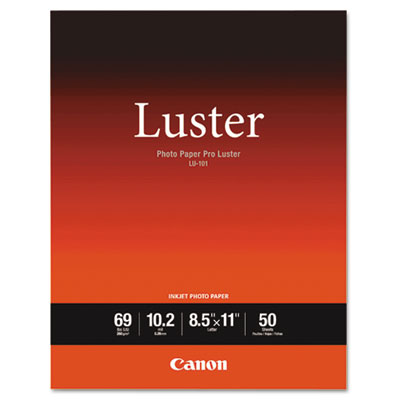 Luster
Photo Paper Pro Luster
LU-101
INKJET PHOTO PAPER
69 10.2 8.5"x11" 50
mil Letter Sheets
Canon